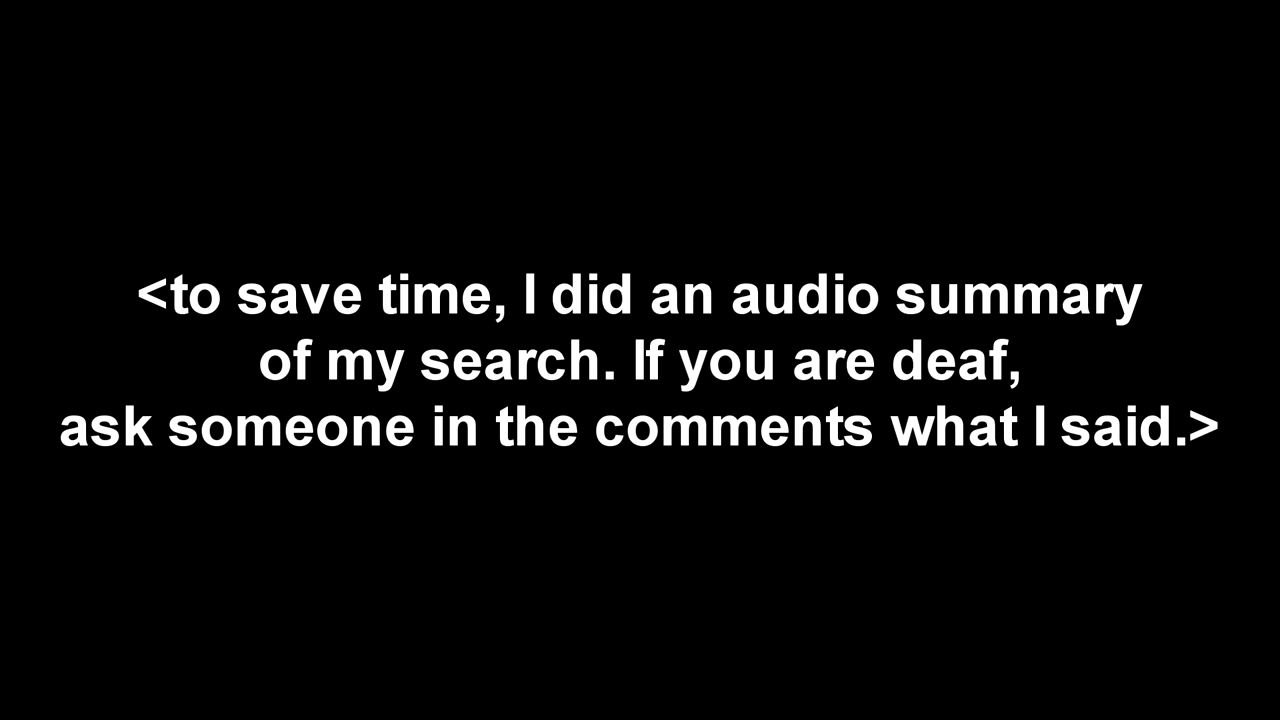 <to save time, I did an audio summary
of my search. If you are deaf,
ask someone in the comments what I said.>